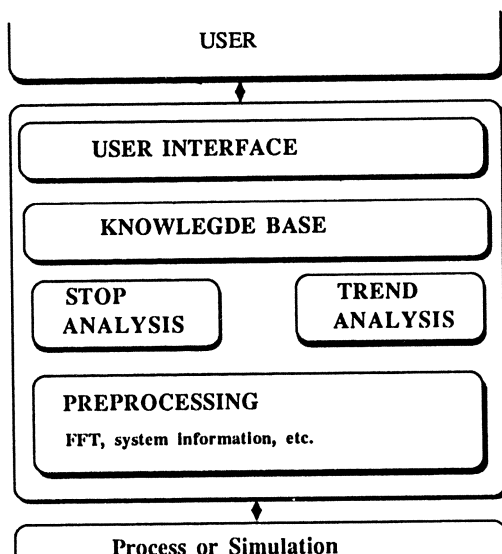 USER
USER INTERFACE
KNOWLEGDE BASE
STOP
ANALYSIS
TREND
ANALYSIS
PREPROCESSING
FFT, system information, etc.
Process or Simulation